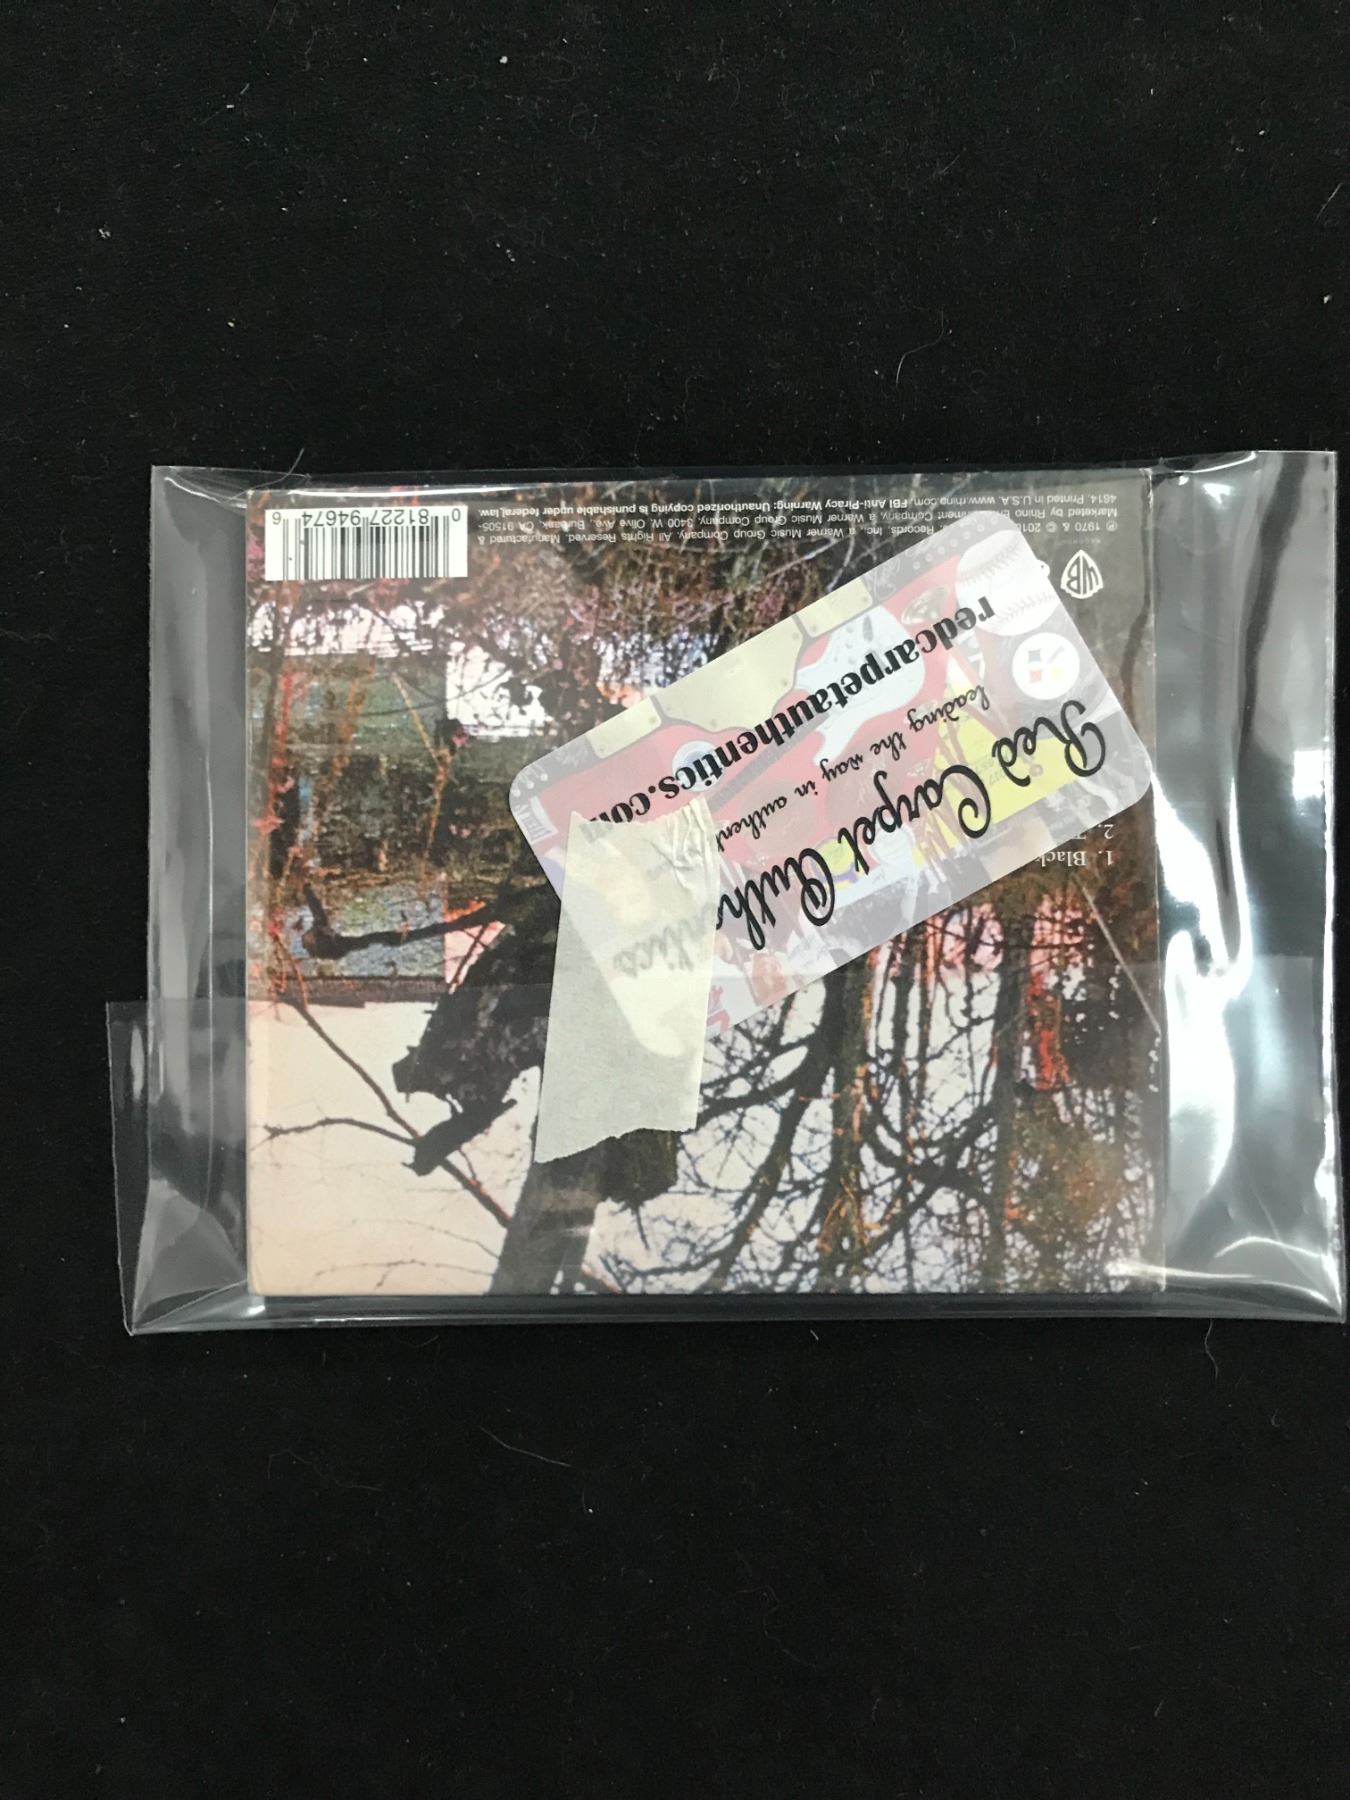 ℗ 1970 & © 2016
Records, Inc., a Warner Music Group Company. All Rights Reserved. Manufactured &
Marketed by Rhino Company, a Warner Music Group Company, 3400 W. Olive Ave., Burbank, CA 91505-
4614. Printed in U.S.A. www.rhino.com. FBI Anti-Piracy Warning: Unauthorized copying is punishable under federal law.
WB
RECORDS
0 81227 94674 6
1. Black
2.
Red Carpet Auth
ntics
leading the way in authent
redcarpetauthentics.com